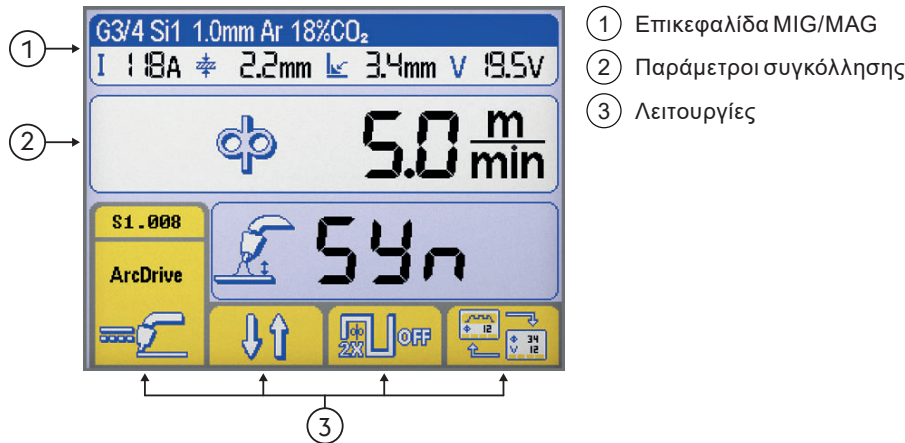 G3/4 Si1 1.0mm Ar 18%CO₂
I 118A 2.2mm 3.4mm V 19.5V
5.0 m/min
S1.008
ArcDrive
SYn
2X OFF
12
34
V 12
1 Επικεφαλίδα MIG/MAG
2 Παράμετροι συγκόλλησης
3 Λειτουργίες
1
2
3